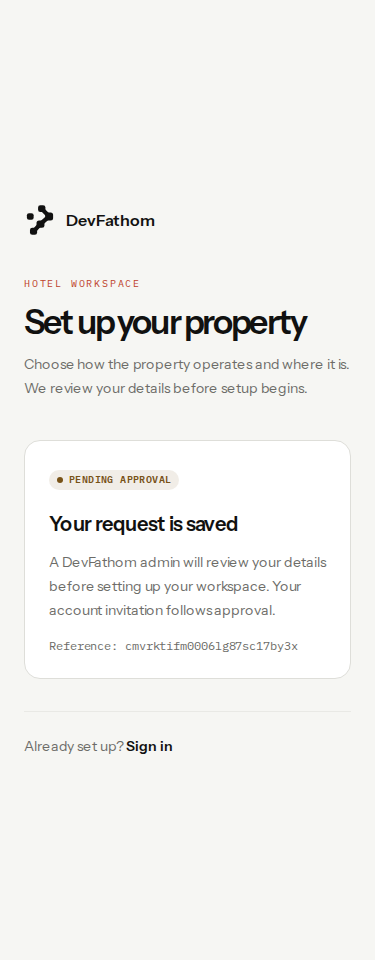 DevFathom
HOTEL WORKSPACE
Set up your property
Choose how the property operates and where it is.
We review your details before setup begins.
PENDING APPROVAL
Your request is saved
A DevFathom admin will review your details
before setting up your workspace. Your
account invitation follows approval.
Reference: cmvrktifm0006lg87sc17by3x
Already set up? Sign in